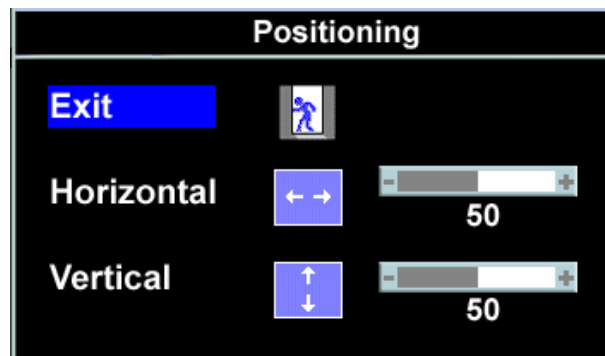 Positioning
Exit
Horizontal
- +
50
Vertical
- +
50